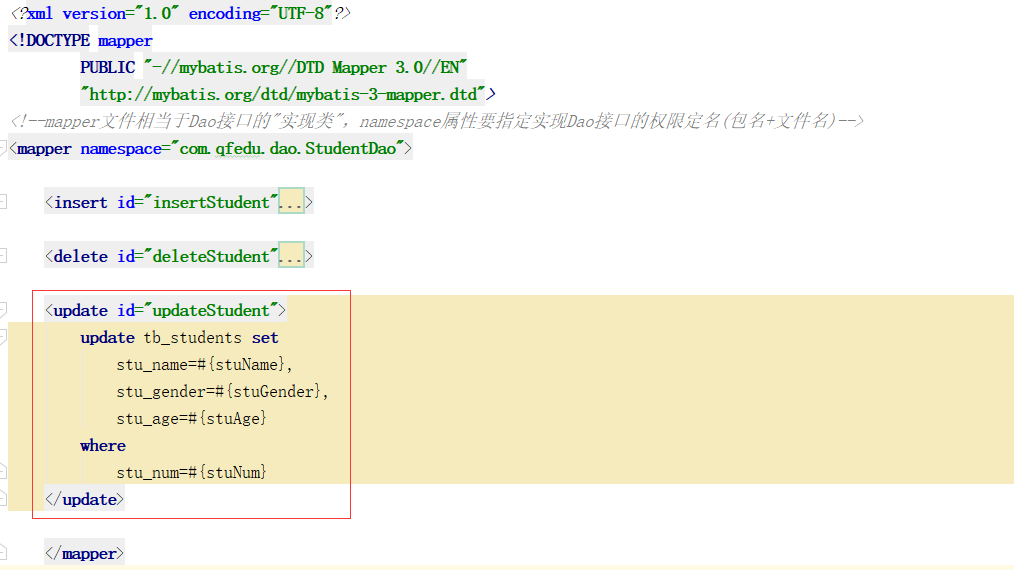 <?xml version="1.0" encoding="UTF-8"?>
<!DOCTYPE mapper
PUBLIC "-//mybatis.org//DTD Mapper 3.0//EN"
"http://mybatis.org/dtd/mybatis-3-mapper.dtd">
<!--mapper文件相当于Dao接口的"实现类"，namespace属性要指定实现Dao接口的权限定名(包名+文件名)-->
<mapper namespace="com.qfedu.dao.StudentDao">
<insert id="insertStudent"...>
<delete id="deleteStudent"...>
<update id="updateStudent">
update tb_students set
stu_name=#{stuName},
stu_gender=#{stuGender},
stu_age=#{stuAge}
where
stu_num=#{stuNum}
</update>
</mapper>